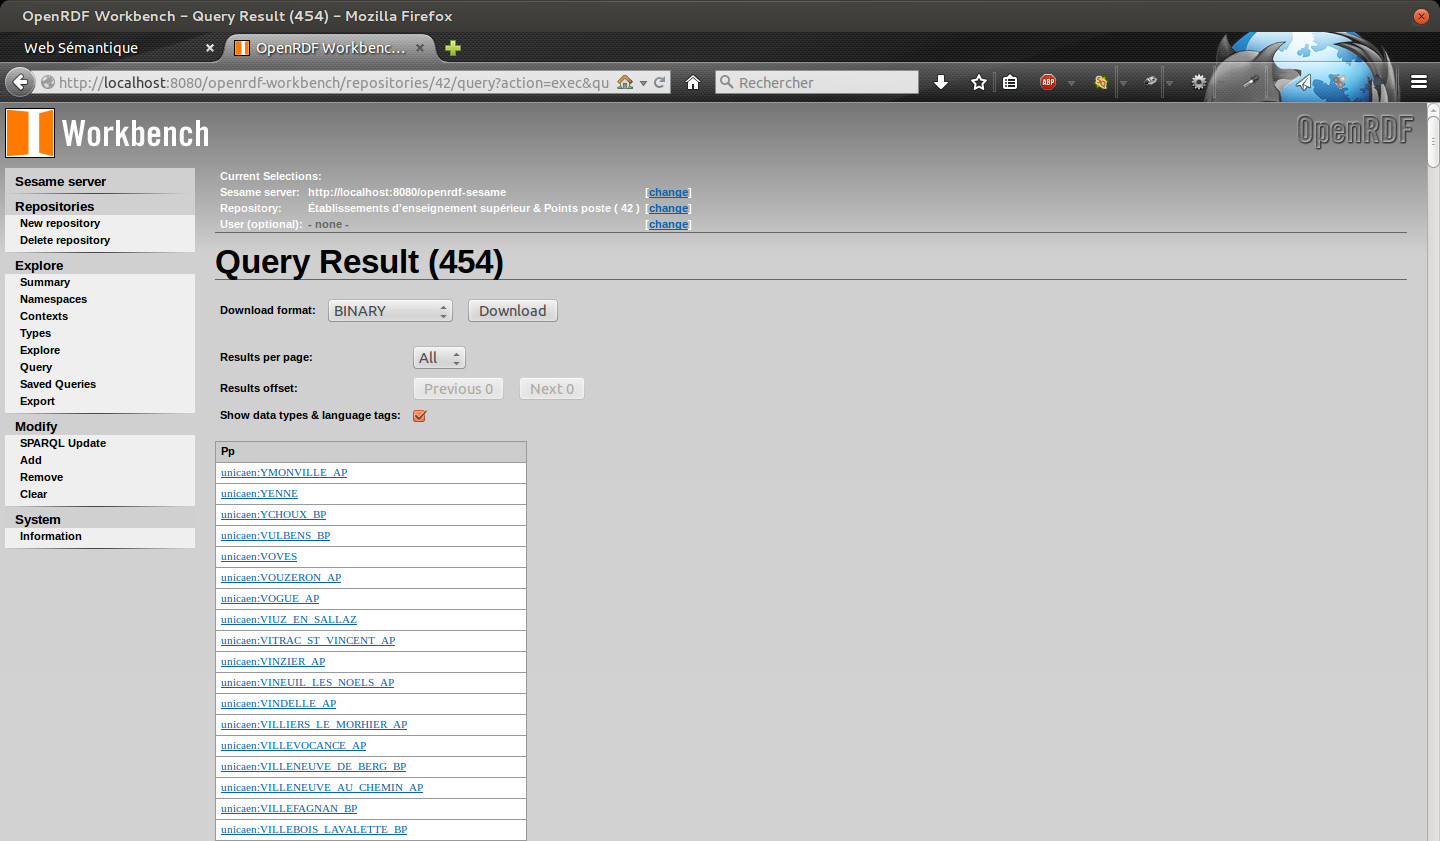 OpenRDF Workbench - Query Result (454) - Mozilla Firefox
Web Sémantique
OpenRDF Workbenc...
http://localhost:8080/openrdf-workbench/repositories/42/query?action=exec&qu
Rechercher
ABP
Workbench
OpenRDF
Sesame server
Repositories
New repository
Delete repository
Explore
Summary
Namespaces
Contexts
Types
Explore
Query
Saved Queries
Export
Modify
SPARQL Update
Add
Remove
Clear
System
Information
Current Selections:
Sesame server: http://localhost:8080/openrdf-sesame [change]
Repository: Établissements d'enseignement supérieur & Points poste ( 42 ) [change]
User (optional): - none - [change]
Query Result (454)
Download format: BINARY Download
Results per page: All
Results offset: Previous 0 Next 0
Show data types & language tags:
Pp
unicaen:YMONVILLE_AP
unicaen:YENNE
unicaen:YCHOUX_BP
unicaen:VULBENS_BP
unicaen:VOVES
unicaen:VOUZERON_AP
unicaen:VOGUE_AP
unicaen:VIUZ_EN_SALLAZ
unicaen:VITRAC_ST_VINCENT_AP
unicaen:VINZIER_AP
unicaen:VINEUIL_LES_NOELS_AP
unicaen:VINDELLE_AP
unicaen:VILLIERS_LE_MORHIER_AP
unicaen:VILLEVOCANCE_AP
unicaen:VILLENEUVE_DE_BERG_BP
unicaen:VILLENEUVE_AU_CHEMIN_AP
unicaen:VILLEFAGNAN_BP
unicaen:VILLEBOIS_LAVALETTE_BP